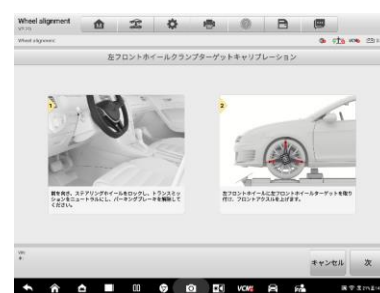 Wheel alignment
Wheel alignment
左フロントホイールクランプターゲットキャリブレーション
1
2
前を向き、ステアリングホイールをロックし、トランスミッ
ションをニュートラルにし、パーキングブレーキを解除して
ください。
左フロントホイールに左フロントホイールターゲットを取り
付け、フロントアクスルを上げます。
キャンセル
次
VCMI